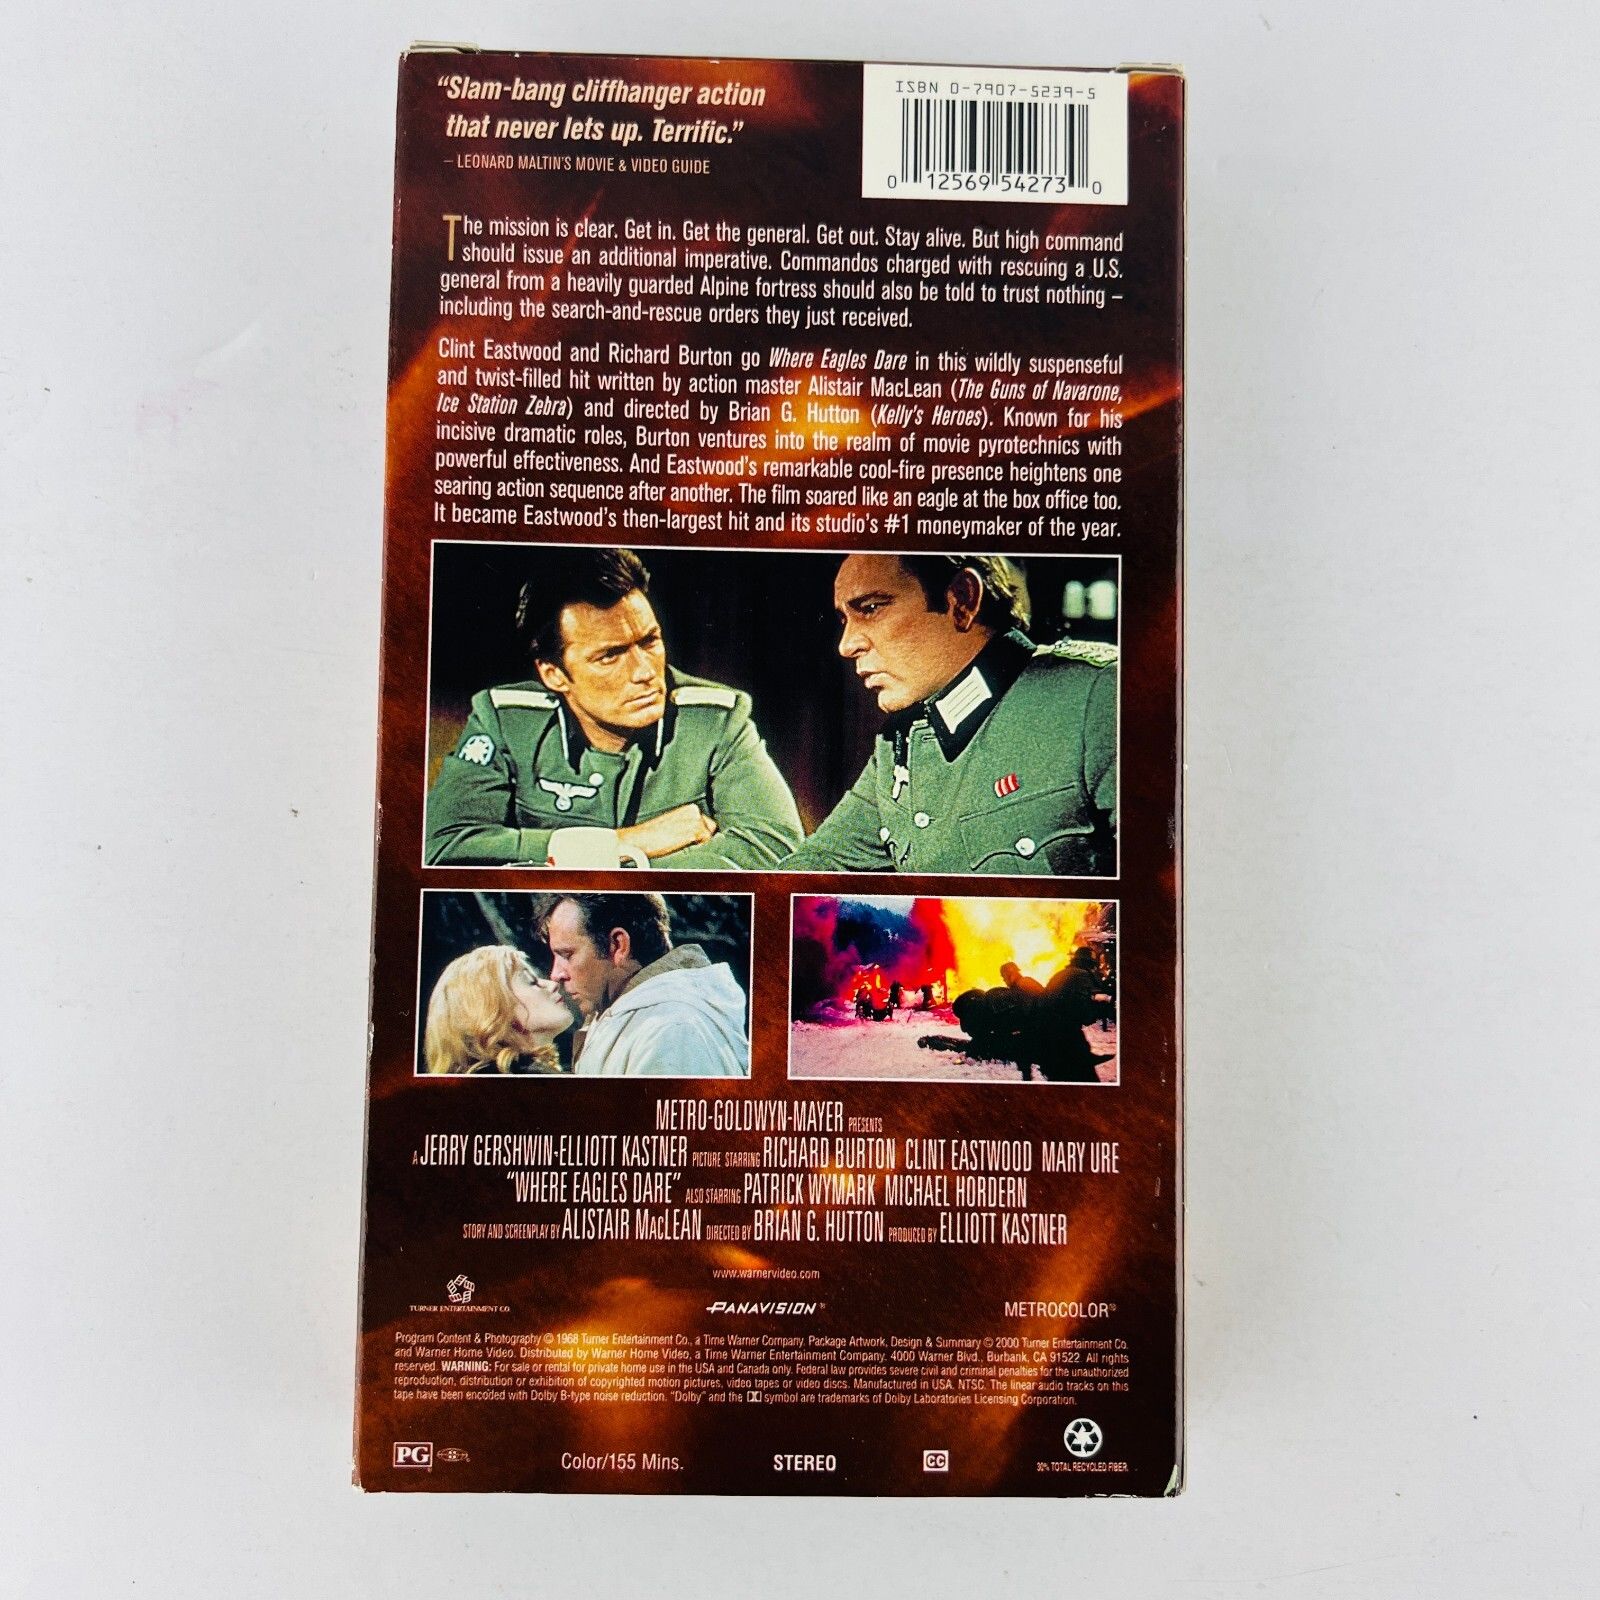 “Slam-bang cliffhanger action
that never lets up. Terrific.”
– LEONARD MALTIN'S MOVIE & VIDEO GUIDE
ISBN 0-7907-5239-5
0 12569 54273 0
The mission is clear. Get in. Get the general. Get out. Stay alive. But high command
should issue an additional imperative. Commandos charged with rescuing a U.S.
general from a heavily guarded Alpine fortress should also be told to trust nothing –
including the search-and-rescue orders they just received.
Clint Eastwood and Richard Burton go Where Eagles Dare in this wildly suspenseful
and twist-filled hit written by action master Alistair MacLean (The Guns of Navarone,
Ice Station Zebra) and directed by Brian G. Hutton (Kelly's Heroes). Known for his
incisive dramatic roles, Burton ventures into the realm of movie pyrotechnics with
powerful effectiveness. And Eastwood's remarkable cool-fire presence heightens one
searing action sequence after another. The film soared like an eagle at the box office too.
It became Eastwood's then-largest hit and its studio's #1 moneymaker of the year.
METRO-GOLDWYN-MAYER PRESENTS
A JERRY GERSHWIN-ELLIOTT KASTNER PICTURE STARRING RICHARD BURTON CLINT EASTWOOD MARY URE
“WHERE EAGLES DARE” ALSO STARRING PATRICK WYMARK MICHAEL HORDERN
STORY AND SCREENPLAY BY ALISTAIR MacLEAN DIRECTED BY BRIAN G. HUTTON PRODUCED BY ELLIOTT KASTNER
www.warnervideo.com
TURNER ENTERTAINMENT CO
PANAVISION®
METROCOLOR®
Program Content & Photography © 1968 Turner Entertainment Co., a Time Warner Company. Package Artwork, Design & Summary © 2000 Turner Entertainment Co.
and Warner Home Video. Distributed by Warner Home Video, a Time Warner Entertainment Company. 4000 Warner Blvd., Burbank, CA 91522. All rights
reserved. WARNING: For sale or rental for private home use in the USA and Canada only. Federal law provides severe civil and criminal penalties for the unauthorized
reproduction, distribution or exhibition of copyrighted motion pictures, video tapes or video discs. Manufactured in USA. NTSC. The linear audio tracks on this
tape have been encoded with Dolby B-type noise reduction. “Dolby” and the symbol are trademarks of Dolby Laboratories Licensing Corporation.
PG
Color/155 Mins.
STEREO
CC
30% TOTAL RECYCLED FIBER.